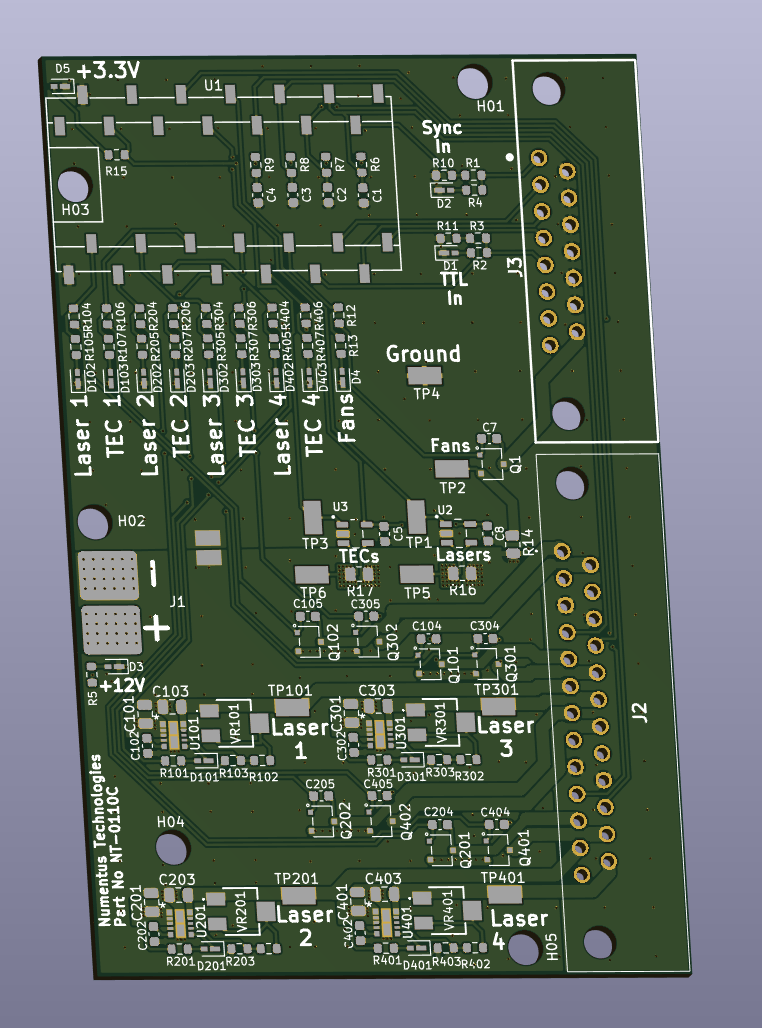 D5
+3.3V
U1
H01
R15
R9
R8
R7
R6
C4
C3
C2
C1
H03
Sync
In
R10
R1
D2
R4
R11
R3
D1
R2
TTL
In
J3
R104
R106
R204
R206
R304
R306
R404
R406
R12
R105
R107
R205
R207
R305
R307
R405
R407
R13
D102
D103
D202
D203
D302
D303
D402
D403
D4
Laser 1
TEC 1
Laser 2
TEC 2
Laser 3
TEC 3
Laser 4
TEC 4
Fans
Ground
TP4
C7
Fans
Q1
TP2
H02
U3
U2
TP3
C5
TP1
C8
R14
TECs
Lasers
TP6
R17
TP5
R16
−
J1
+
C105
C305
Q102
Q302
C104
C304
Q101
Q301
D3
R5
+12V
J2
C103
TP101
C303
TP301
C101
U101
VR101
Laser
1
C301
U301
VR301
Laser
3
C102
C302
R101
D101
R103
R102
R301
D301
R303
R302
C205
C405
Q202
Q402
C204
C404
Q201
Q401
Numentus Technologies
Part No NT-0110C
H04
C203
TP201
C403
TP401
C201
U201
VR201
Laser
2
C401
U401
VR401
Laser
4
C202
C402
R201
D201
R203
R401
D401
R403
R402
H05